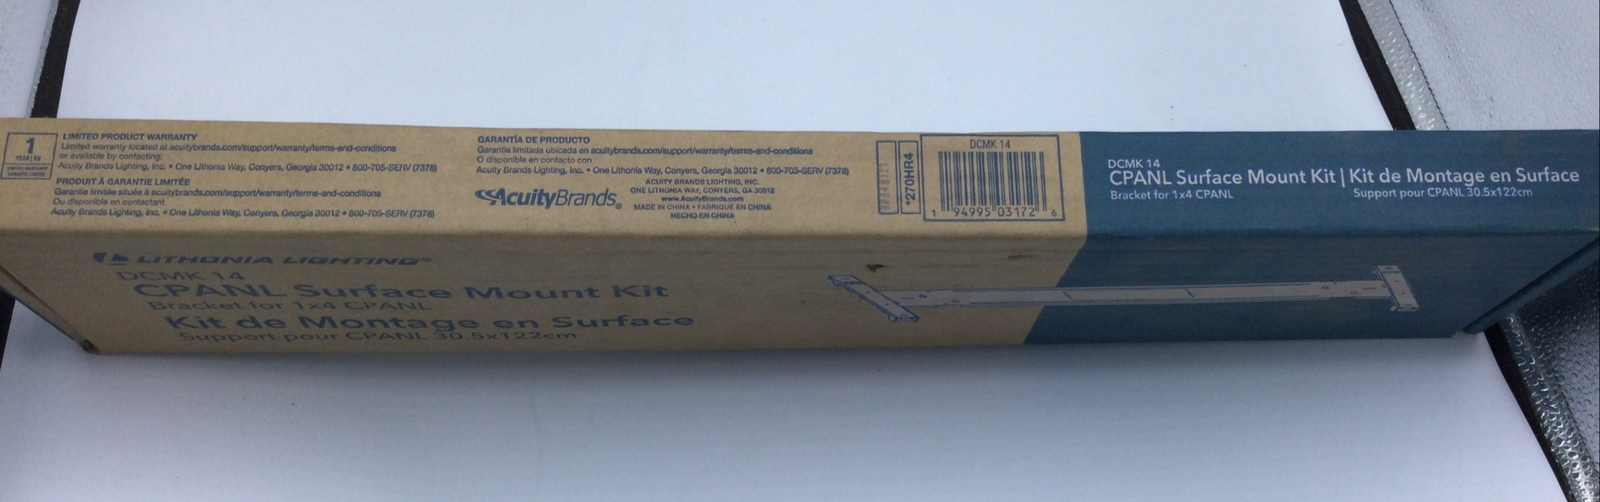 1
YEAR | AN
LIMITED PRODUCT WARRANTY
Limited warranty located at acuitybrands.com/support/warranty/terms-and-conditions
or available by contacting:
Acuity Brands Lighting, Inc. • One Lithonia Way, Conyers, Georgia 30012 • 800-705-SERV (7378)
PRODUIT À GARANTIE LIMITÉE
Garantie limitée située à acuitybrands.com/support/warranty/terms-and-conditions
Ou disponible en contactant
Acuity Brands Lighting, Inc. • One Lithonia Way, Conyers, Georgia 30012 • 800-705-SERV (7378)
GARANTÍA DE PRODUCTO
Garantía limitada ubicada en acuitybrands.com/support/warranty/terms-and-conditions
O disponible en contacto con
Acuity Brands Lighting, Inc. • One Lithonia Way, Conyers, Georgia 30012 • 800-705-SERV (7378)
AcuityBrands®
ACUITY BRANDS LIGHTING, INC.
ONE LITHONIA WAY, CONYERS, GA 30012
www.AcuityBrands.com
MADE IN CHINA • FABRIQUÉ EN CHINA
HECHO EN CHINA
*270HR4
DCMK 14
1 94995 03172 6
DCMK 14
CPANL Surface Mount Kit | Kit de Montage en Surface
Bracket for 1x4 CPANL Support pour CPANL 30.5x122cm
LITHONIA LIGHTING®
DCMK 14
CPANL Surface Mount Kit
Bracket for 1x4 CPANL
Kit de Montage en Surface
Support pour CPANL 30.5x122cm